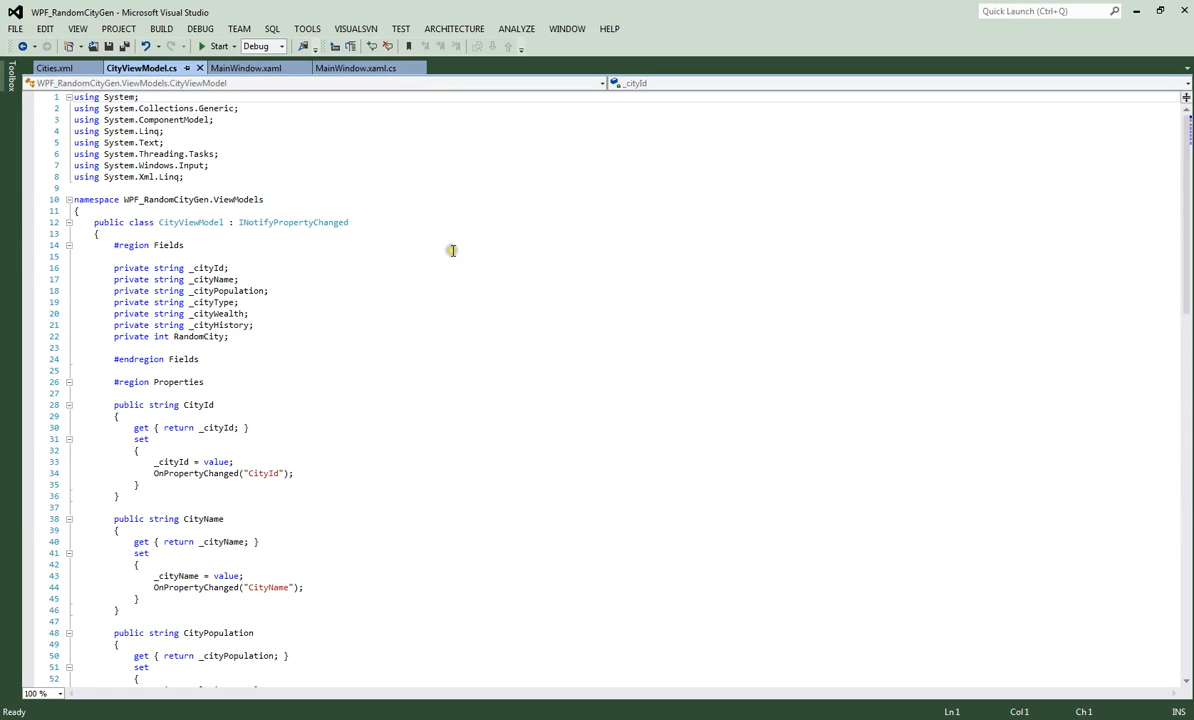 WPF_RandomCityGen - Microsoft Visual Studio
Quick Launch (Ctrl+Q)
FILE EDIT VIEW PROJECT BUILD DEBUG TEAM SQL TOOLS VISUALSVN TEST ARCHITECTURE ANALYZE WINDOW HELP
Start Debug
Toolbox
Cities.xml CityViewModel.cs MainWindow.xaml MainWindow.xaml.cs
WPF_RandomCityGen.ViewModels.CityViewModel _cityId
1 using System;
2 using System.Collections.Generic;
3 using System.ComponentModel;
4 using System.Linq;
5 using System.Text;
6 using System.Threading.Tasks;
7 using System.Windows.Input;
8 using System.Xml.Linq;
9
10 namespace WPF_RandomCityGen.ViewModels
11 {
12 public class CityViewModel : INotifyPropertyChanged
13 {
14 #region Fields
15
16 private string _cityId;
17 private string _cityName;
18 private string _cityPopulation;
19 private string _cityType;
20 private string _cityWealth;
21 private string _cityHistory;
22 private int RandomCity;
23
24 #endregion Fields
25
26 #region Properties
27
28 public string CityId
29 {
30 get { return _cityId; }
31 set
32 {
33 _cityId = value;
34 OnPropertyChanged("CityId");
35 }
36 }
37
38 public string CityName
39 {
40 get { return _cityName; }
41 set
42 {
43 _cityName = value;
44 OnPropertyChanged("CityName");
45 }
46 }
47
48 public string CityPopulation
49 {
50 get { return _cityPopulation; }
51 set
52 {
100 %
Ready Ln 1 Col 1 Ch 1 INS